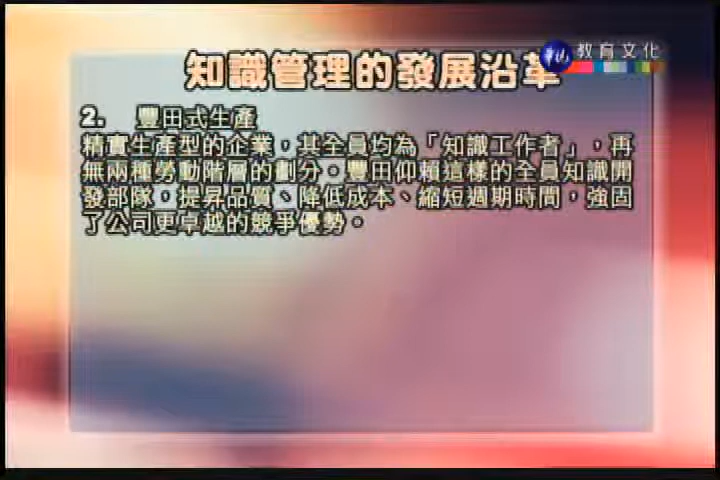 知識管理的發展沿革
華視 教育文化
2. 豐田式生產
精實生產型的企業，其全員均為「知識工作者」，再
無兩種勞動階層的劃分。豐田仰賴這樣的全員知識開
發部隊，提昇品質、降低成本、縮短週期時間，強固
了公司更卓越的競爭優勢。